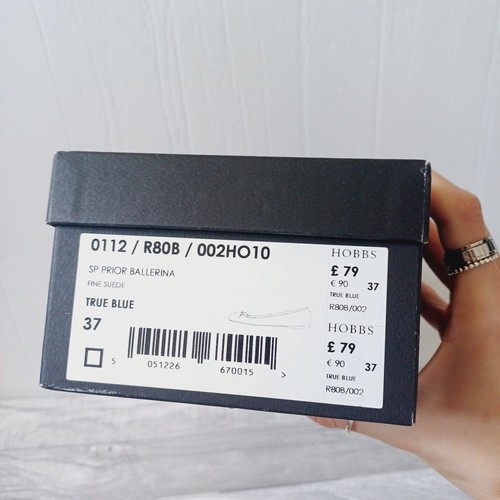 0112 / R80B / 002HO10
SP PRIOR BALLERINA
FINE SUEDE
TRUE BLUE
37
5 051226 670015 >
HOBBS
£ 79
€ 90 37
TRUE BLUE
R80B/002
HOBBS
£ 79
€ 90 37
TRUE BLUE
R80B/002